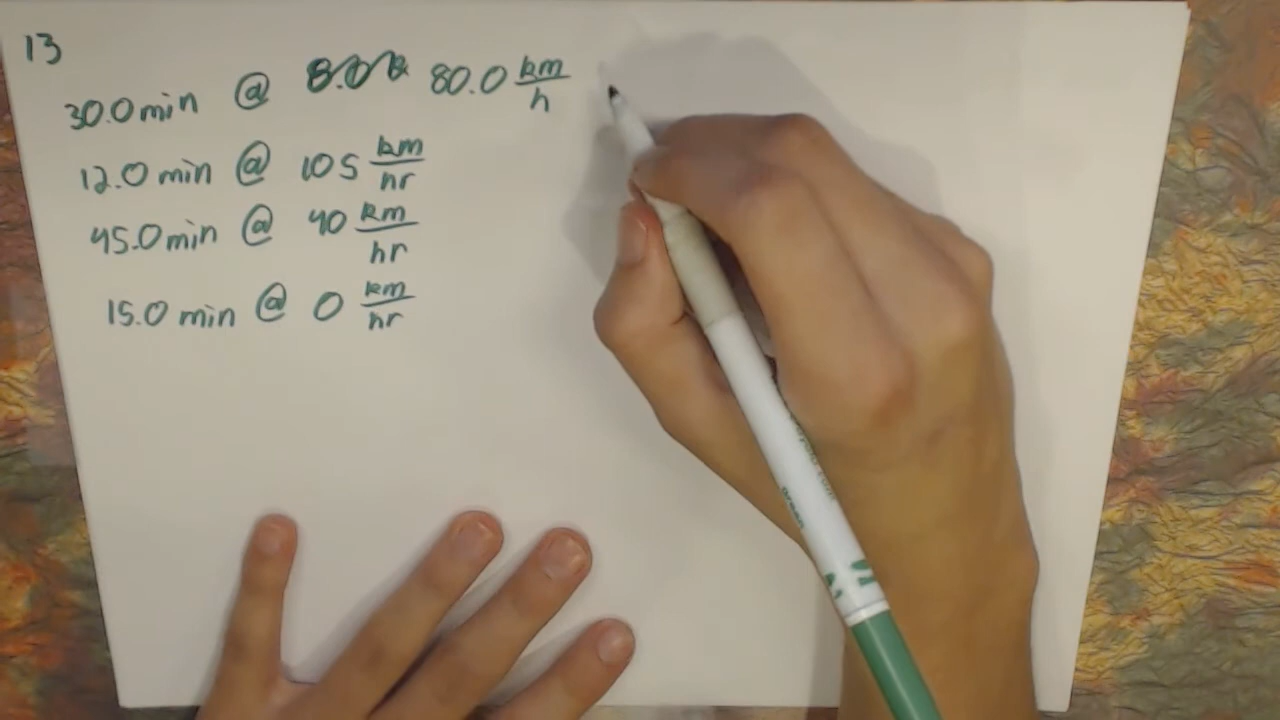 13
30.0 min @ 80.0 km/h
12.0 min @ 105 km/hr
45.0 min @ 40 km/hr
15.0 min @ 0 km/hr